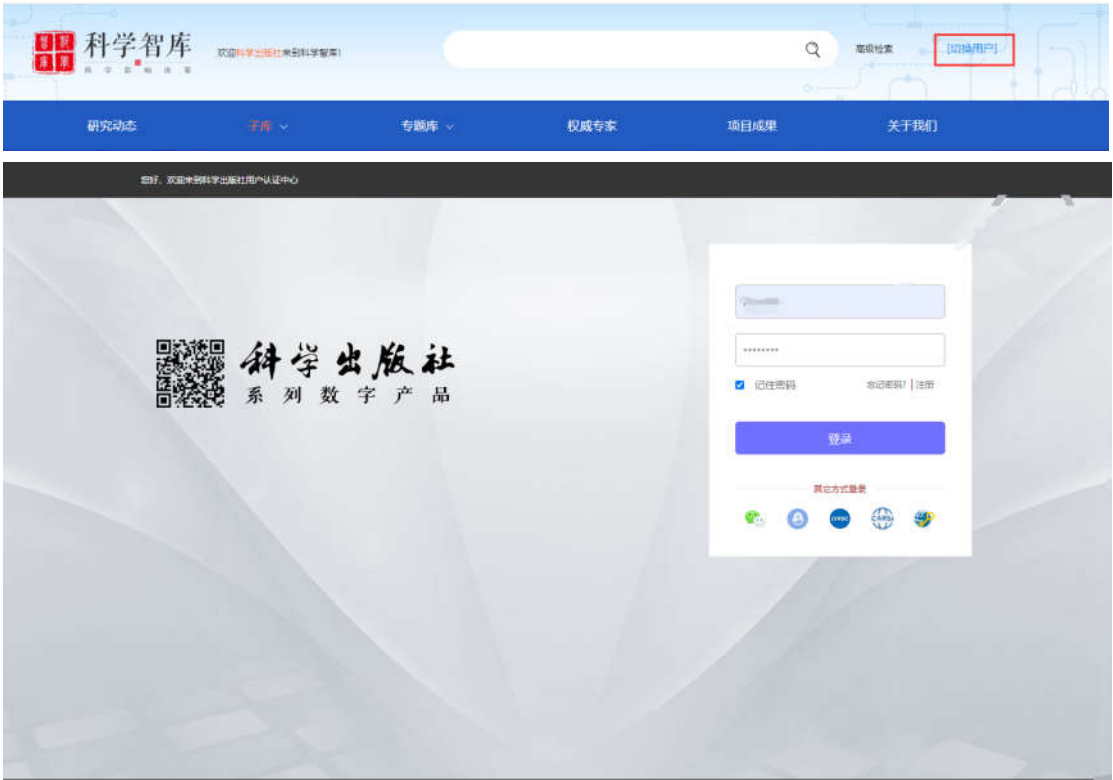 科学智库
欢迎科学出版社来到科学智库!
高级检索
[切换用户]
研究动态
子库
专题库
权威专家
项目成果
关于我们
您好，欢迎来到科学出版社用户认证中心
科学出版社
系列数字产品
********
记住密码
忘记密码? | 注册
登录
其它方式登录
CARSI